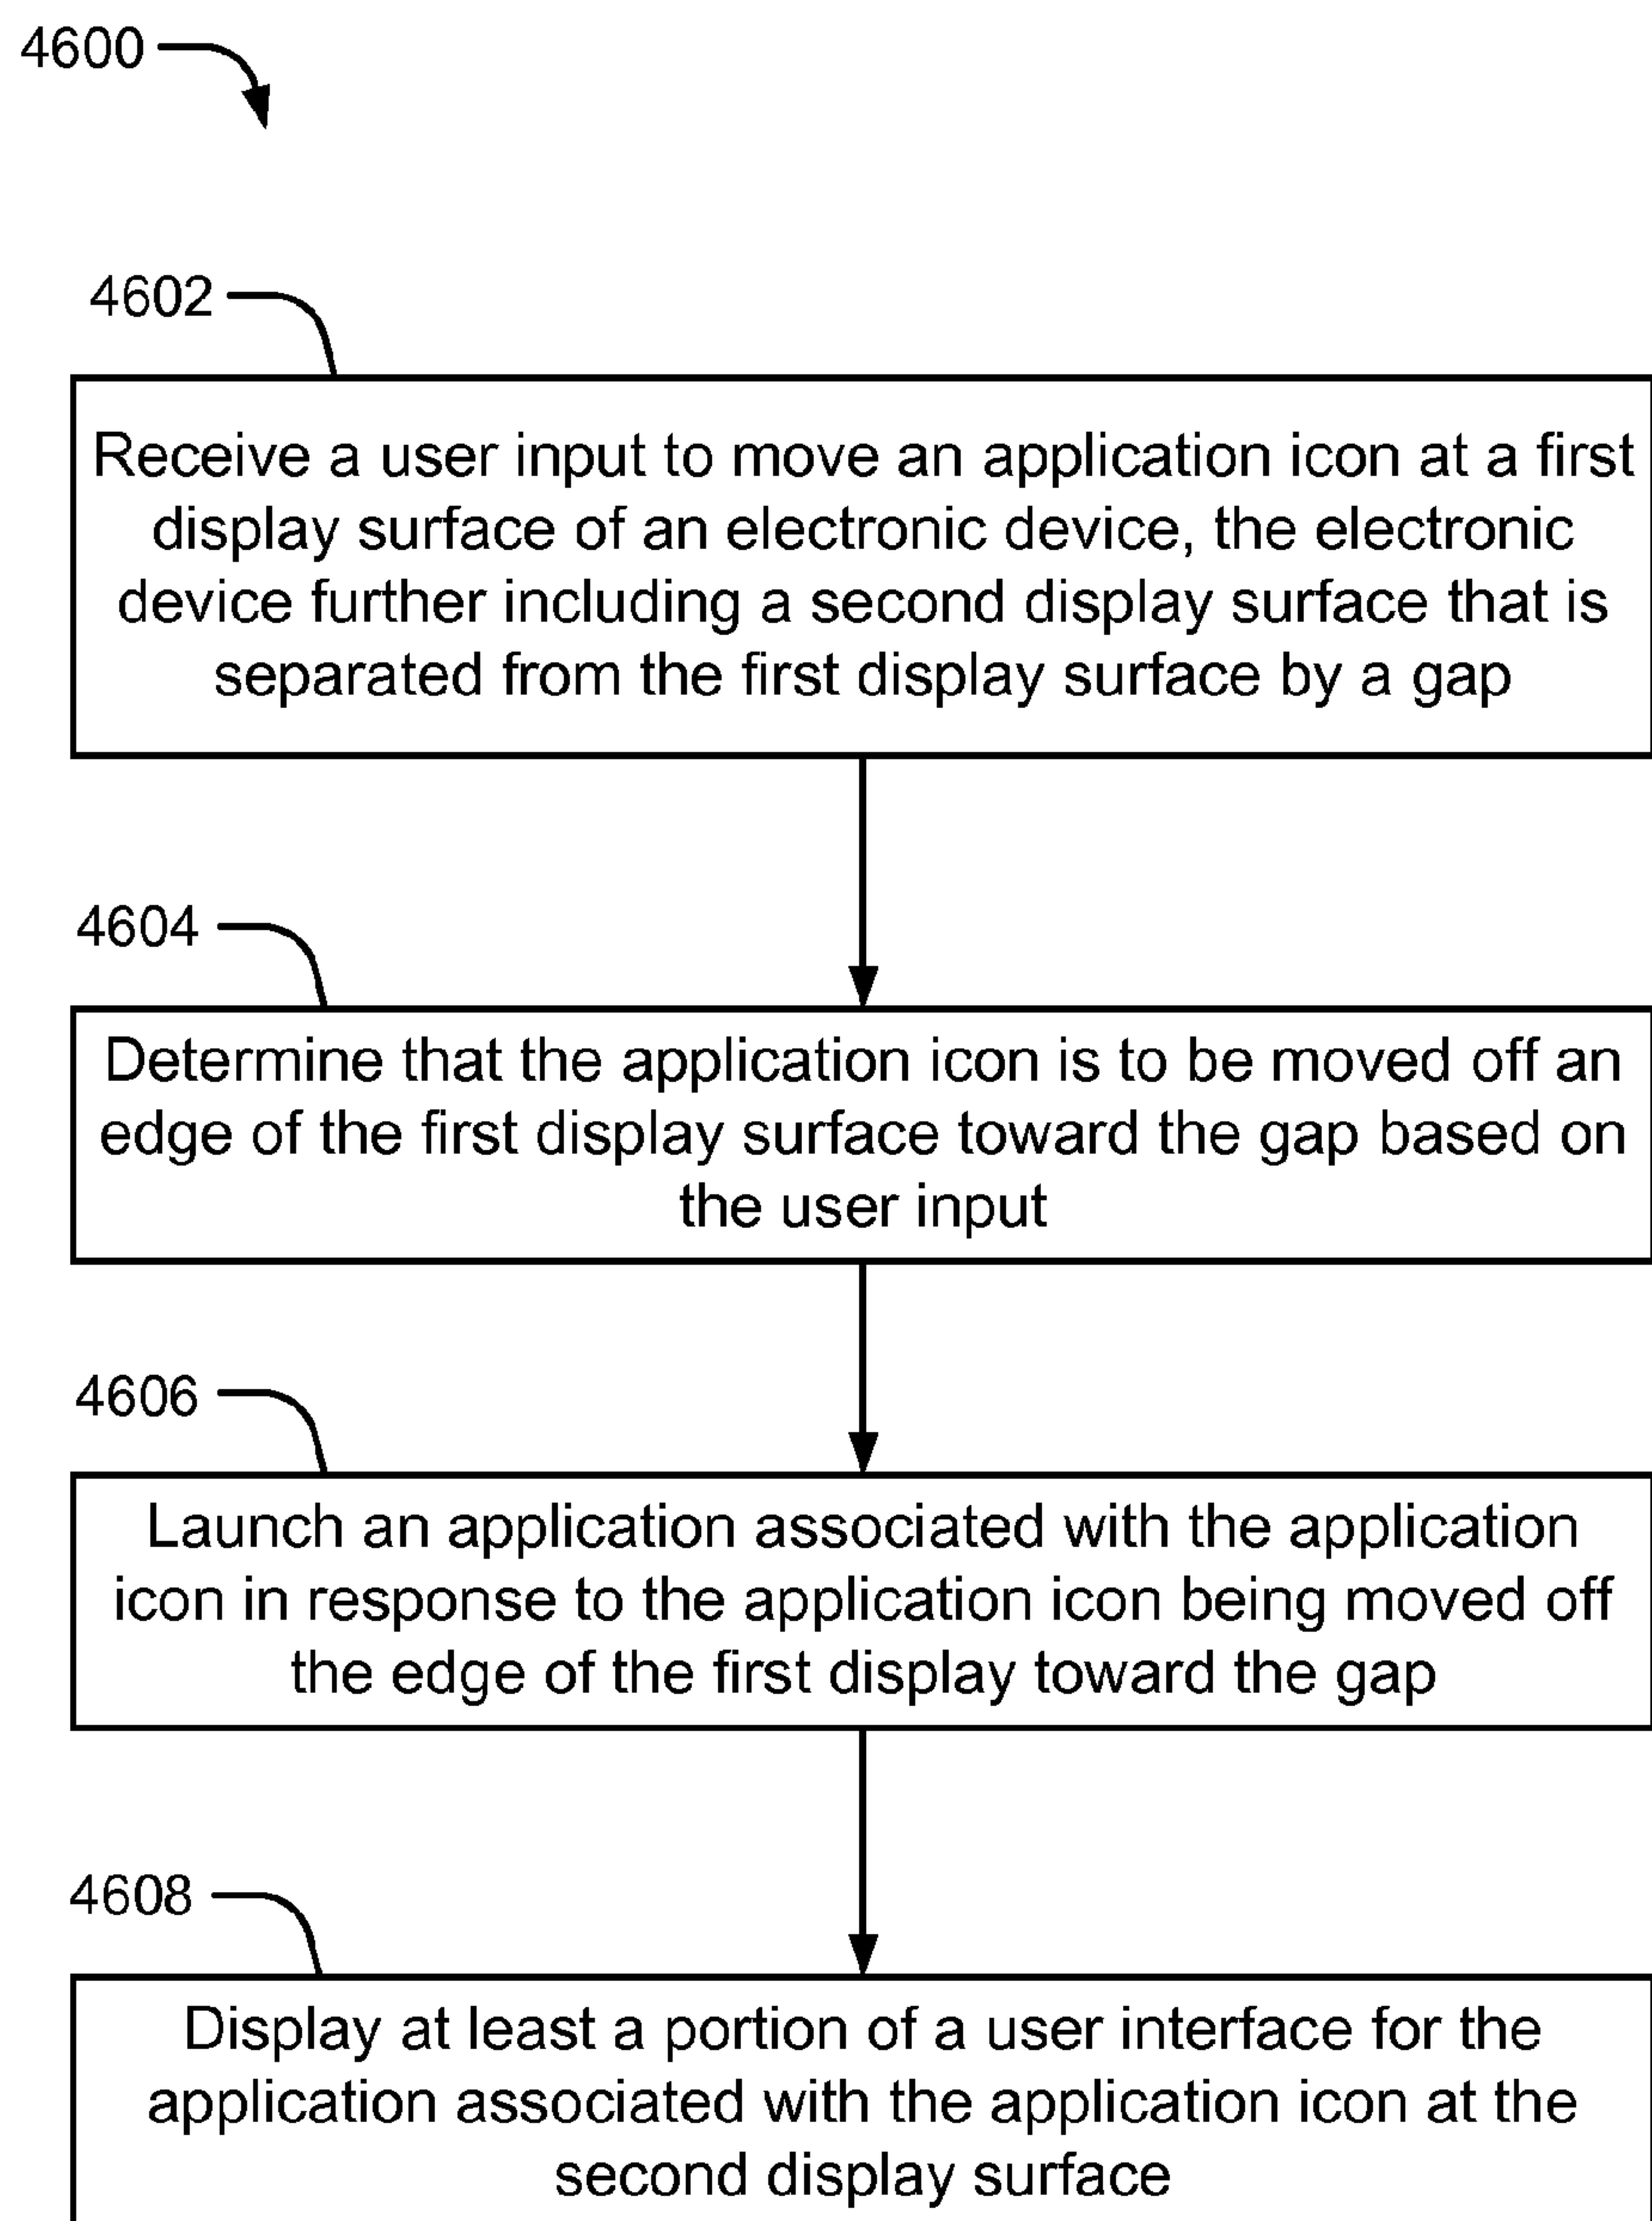 4600
4602
Receive a user input to move an application icon at a first
display surface of an electronic device, the electronic
device further including a second display surface that is
separated from the first display surface by a gap
4604
Determine that the application icon is to be moved off an
edge of the first display surface toward the gap based on
the user input
4606
Launch an application associated with the application
icon in response to the application icon being moved off
the edge of the first display toward the gap
4608
Display at least a portion of a user interface for the
application associated with the application icon at the
second display surface